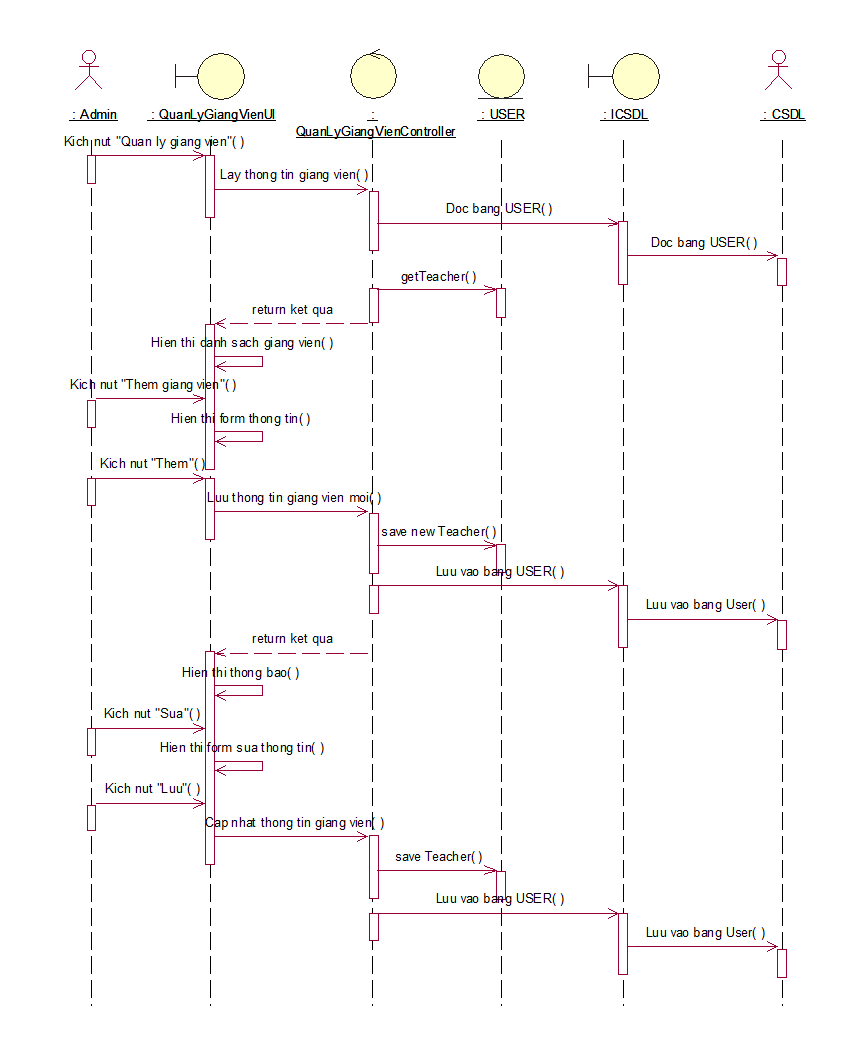 : Admin
: QuanLyGiangVienUI
:
QuanLyGiangVienController
: USER
: ICSDL
: CSDL
Kich nut "Quan ly giang vien"( )
Lay thong tin giang vien( )
Doc bang USER( )
Doc bang USER( )
getTeacher( )
return ket qua
Hien thi danh sach giang vien( )
Kich nut "Them giang vien"( )
Hien thi form thong tin( )
Kich nut "Them"( )
Luu thong tin giang vien moi( )
save new Teacher( )
Luu vao bang USER( )
Luu vao bang User( )
return ket qua
Hien thi thong bao( )
Kich nut "Sua"( )
Hien thi form sua thong tin( )
Kich nut "Luu"( )
Cap nhat thong tin giang vien( )
save Teacher( )
Luu vao bang USER( )
Luu vao bang User( )